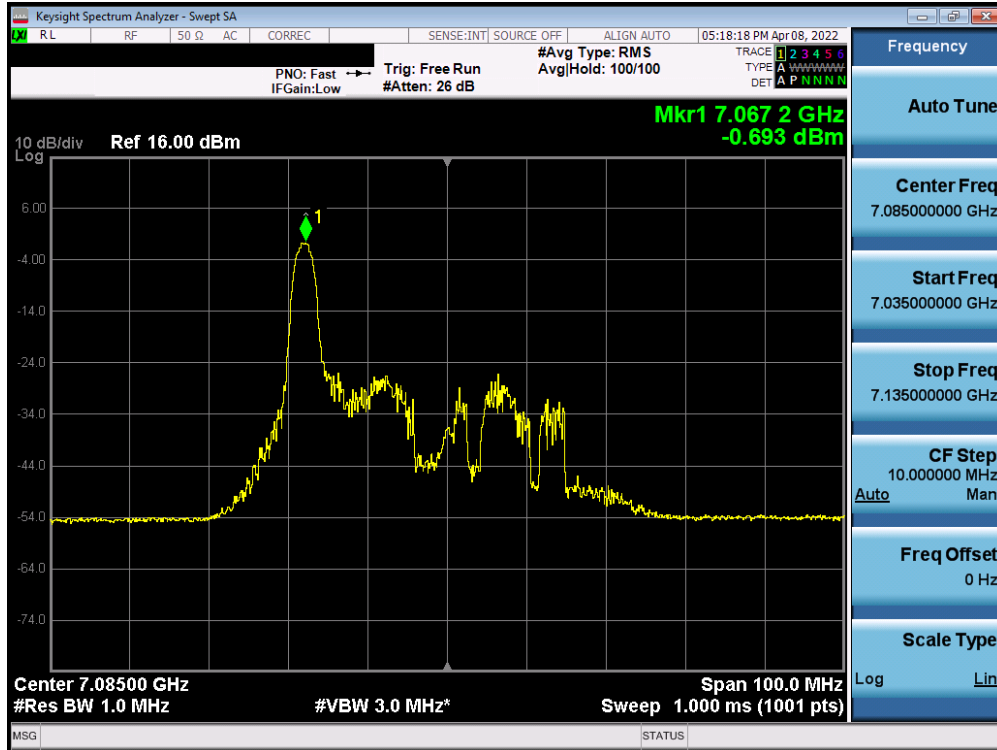 Keysight Spectrum Analyzer - Swept SA
LXI RL RF 50 Ω AC CORREC SENSE:INT SOURCE OFF ALIGN AUTO 05:18:18 PM Apr 08, 2022
PNO: Fast
IFGain:Low
Trig: Free Run
#Atten: 26 dB
#Avg Type: RMS
Avg|Hold: 100/100
TRACE 1 2 3 4 5 6
TYPE A WWWWW
DET A P N N N N
Mkr1 7.067 2 GHz
-0.693 dBm
10 dB/div Ref 16.00 dBm
Log
1
6.00
-4.00
-14.0
-24.0
-34.0
-44.0
-54.0
-64.0
-74.0
Center 7.08500 GHz Span 100.0 MHz
#Res BW 1.0 MHz #VBW 3.0 MHz* Sweep 1.000 ms (1001 pts)
MSG STATUS
Frequency
Auto Tune
Center Freq
7.085000000 GHz
Start Freq
7.035000000 GHz
Stop Freq
7.135000000 GHz
CF Step
10.000000 MHz
Auto Man
Freq Offset
0 Hz
Scale Type
Log Lin